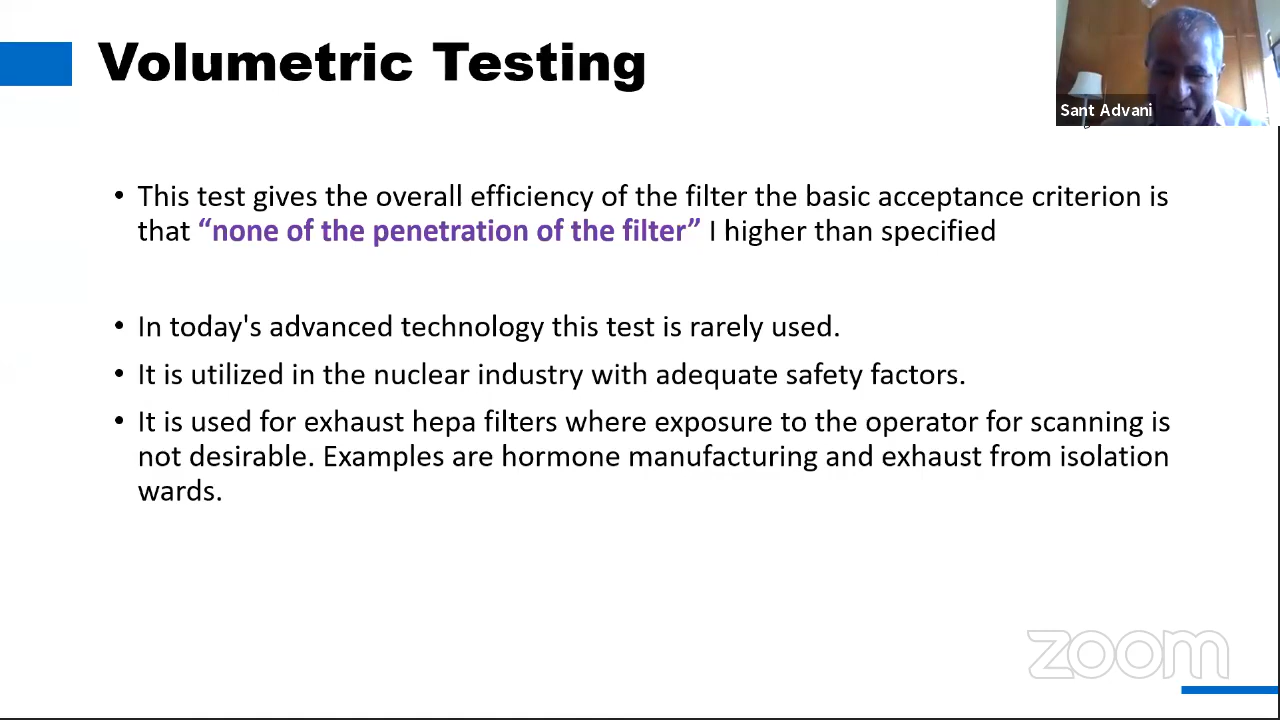 Volumetric Testing
Sant Advani
• This test gives the overall efficiency of the filter the basic acceptance criterion is
that “none of the penetration of the filter” I higher than specified
• In today's advanced technology this test is rarely used.
• It is utilized in the nuclear industry with adequate safety factors.
• It is used for exhaust hepa filters where exposure to the operator for scanning is
not desirable. Examples are hormone manufacturing and exhaust from isolation
wards.
zoom